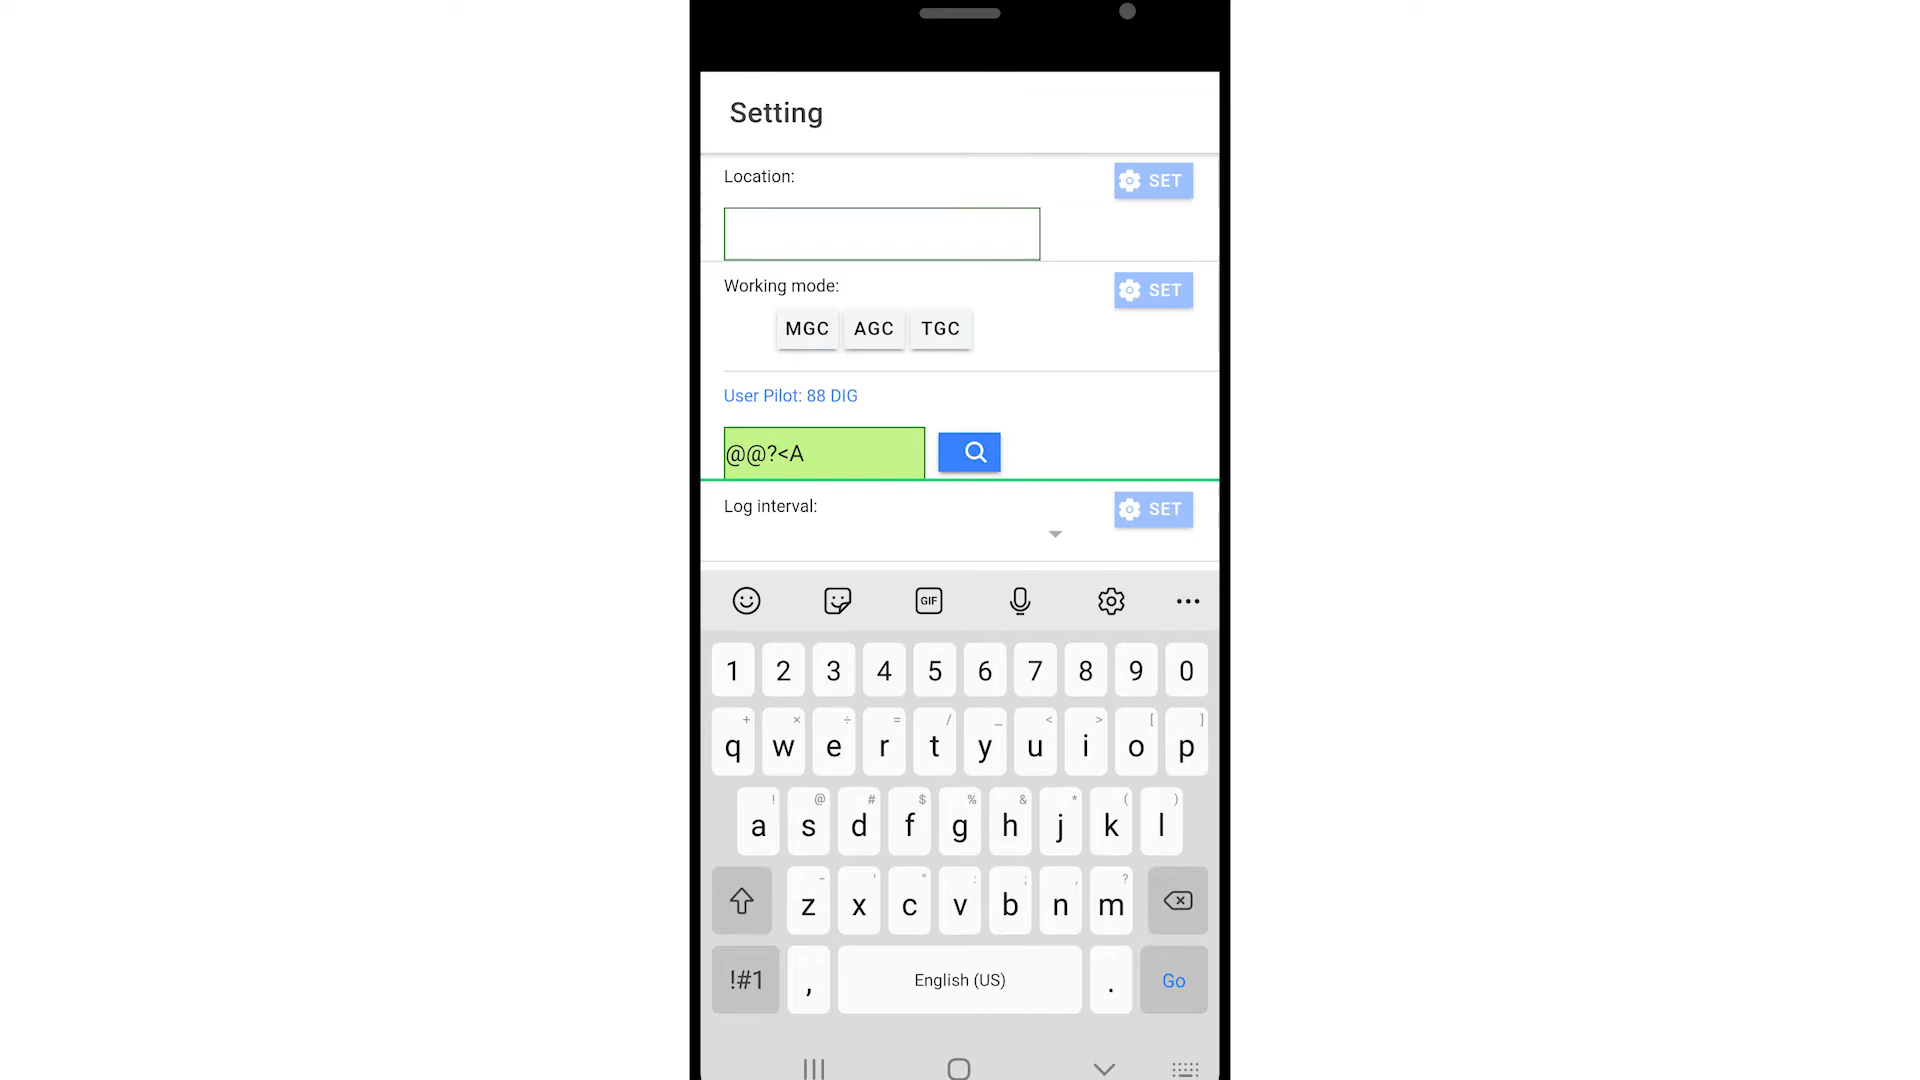 Setting
Location:
SET
Working mode:
SET
MGC AGC TGC
User Pilot: 88 DIG
@@?<A
Log interval:
SET
GIF
1 2 3 4 5 6 7 8 9 0
+ × ÷ = / _ < > [ ]
q w e r t y u i o p
! @ # $ % & * ( )
a s d f g h j k l
- ' " : ; , ?
z x c v b n m
!#1 , English (US) . Go